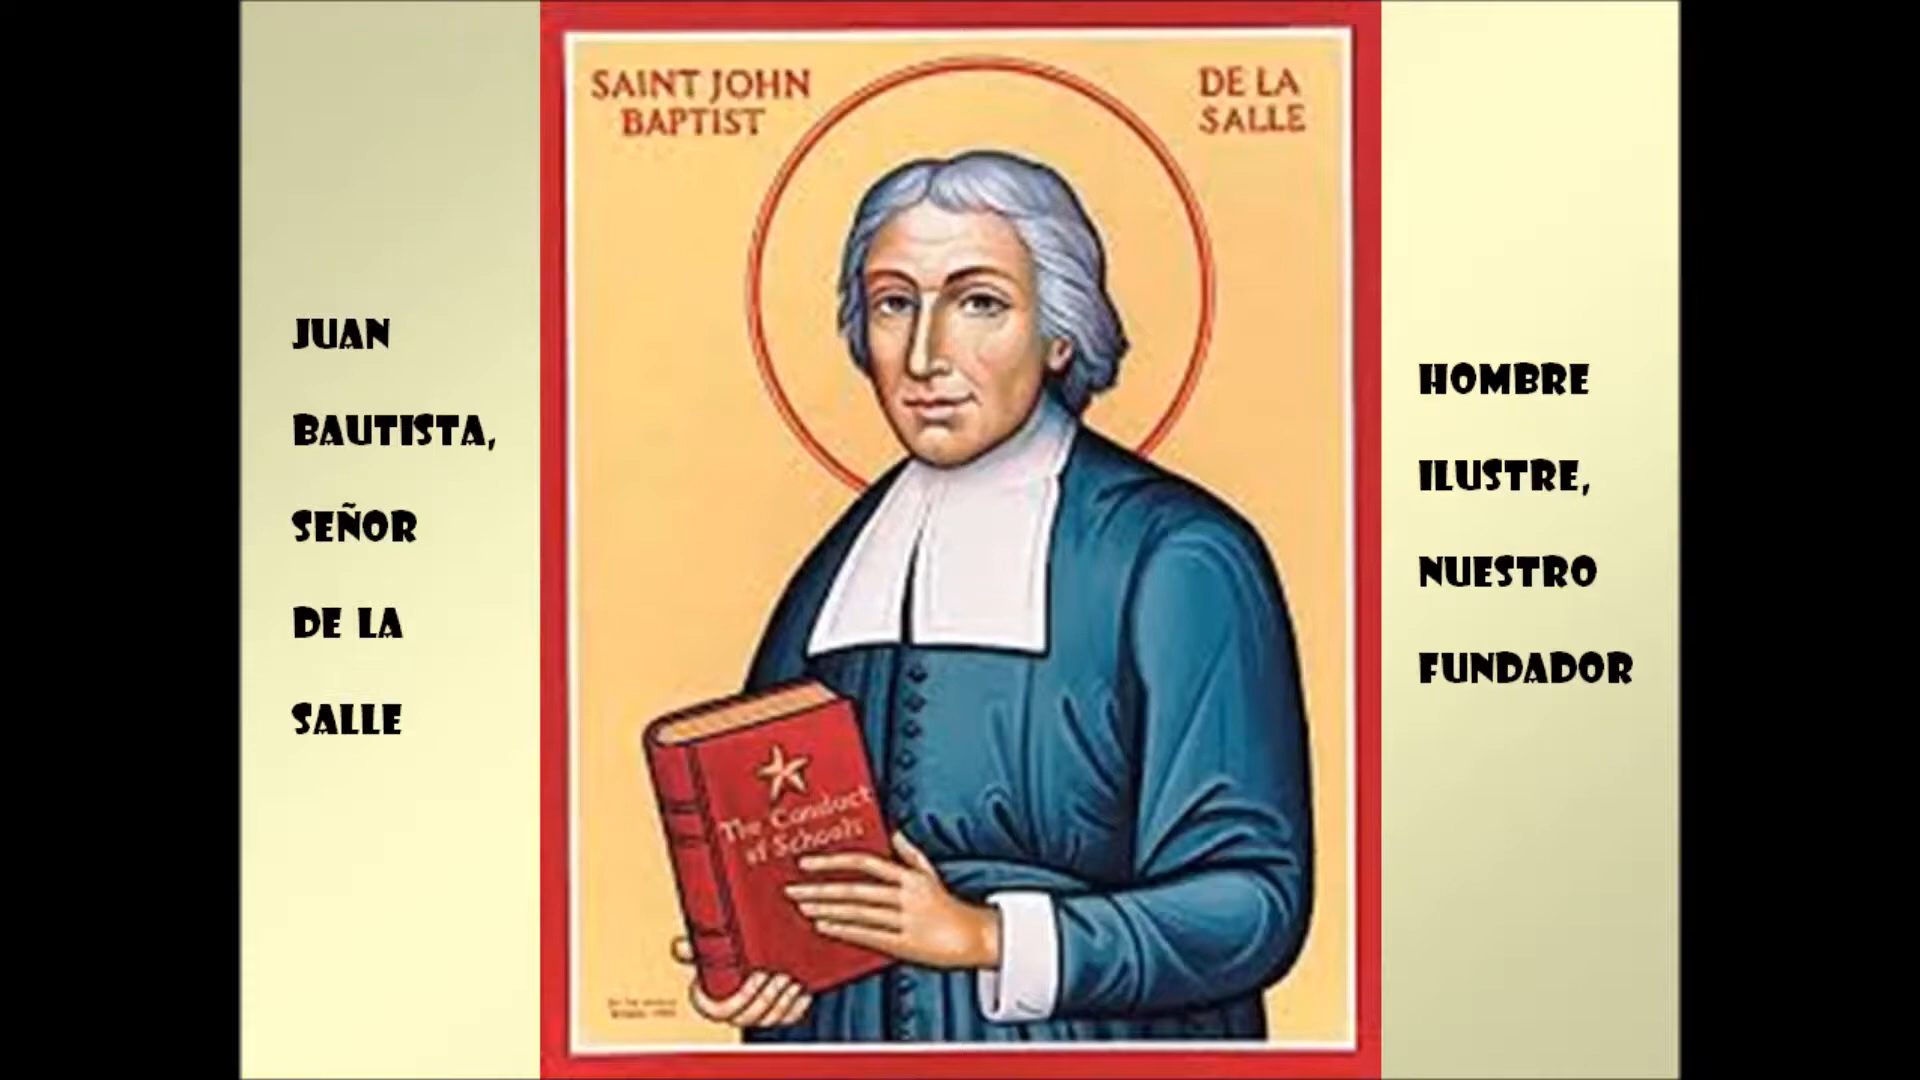 JUAN
BAUTISTA,
SEÑOR
DE LA
SALLE
SAINT JOHN
BAPTIST
DE LA
SALLE
The Conduct
of Schools
HOMBRE
ILUSTRE,
NUESTRO
FUNDADOR